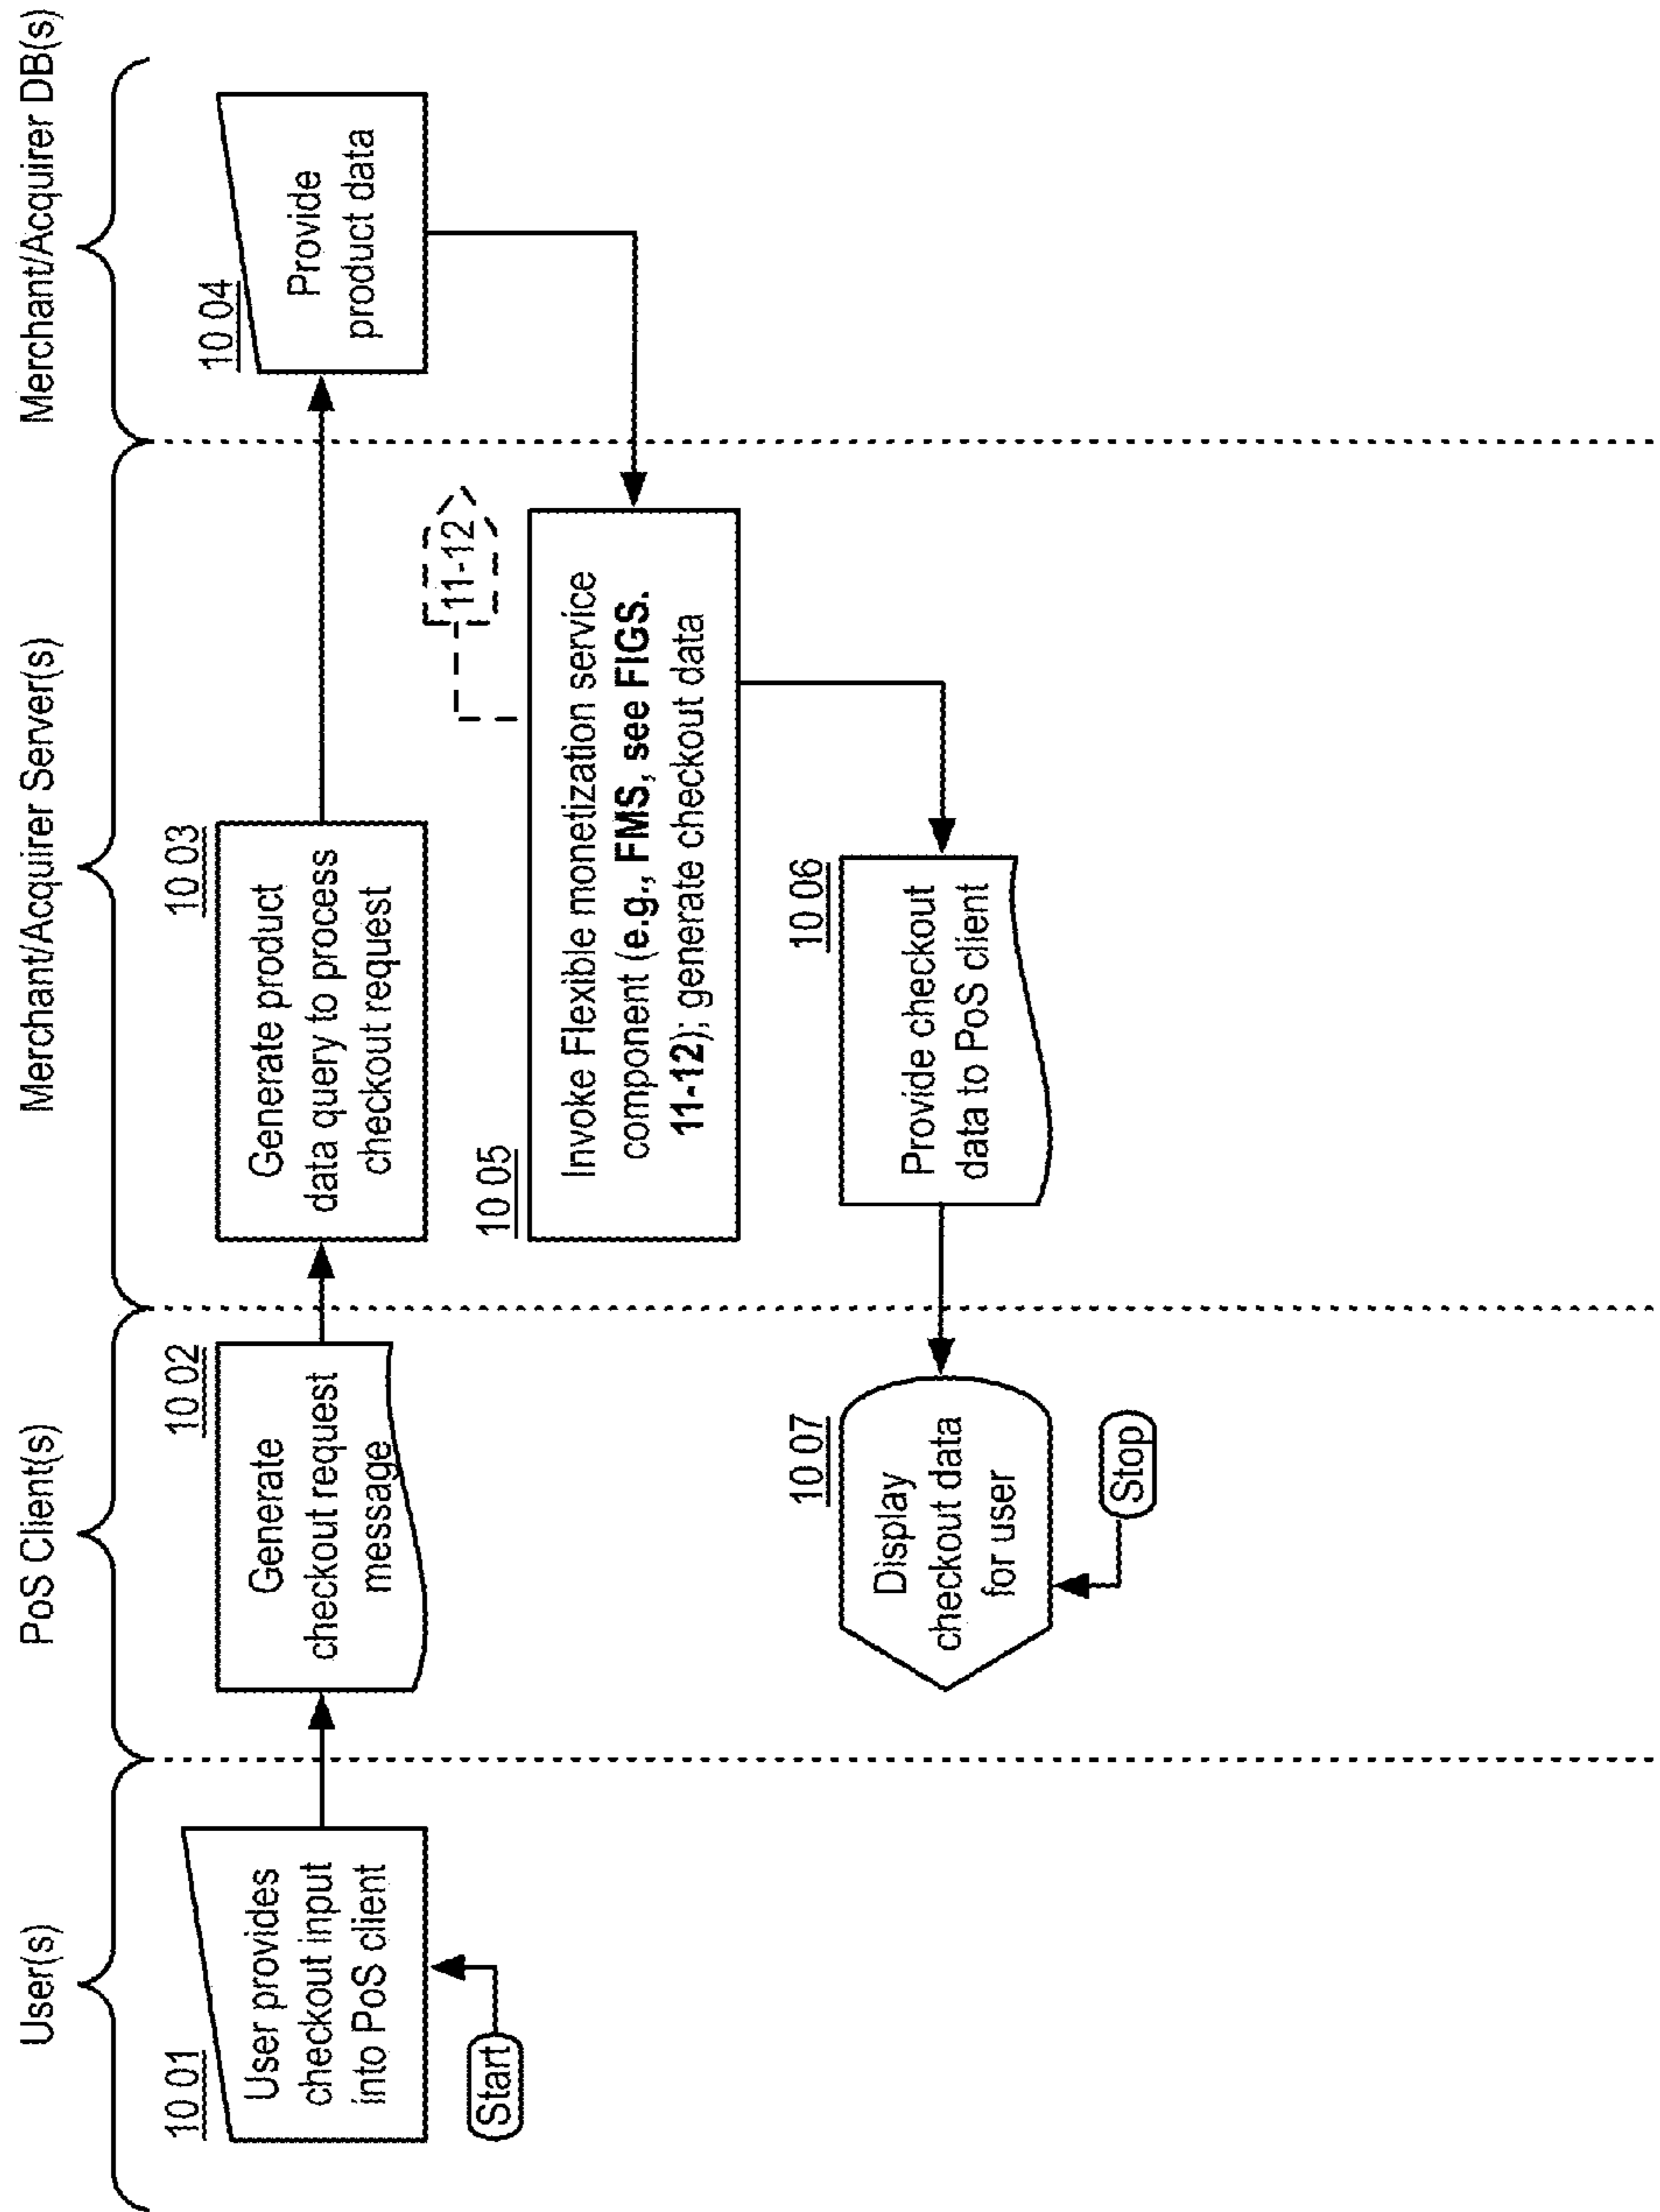 User(s)
PoS Client(s)
Merchant/Acquirer Server(s)
Merchant/Acquirer DB(s)
10 01
User provides
checkout input
into PoS client
Start
10 02
Generate
checkout request
message
10 03
Generate product
data query to process
checkout request
10 04
Provide
product data
11-12
10 05
Invoke Flexible monetization service
component (e.g., FMS, see FIGS.
11-12); generate checkout data
10 06
Provide checkout
data to PoS client
10 07
Display
checkout data
for user
Stop